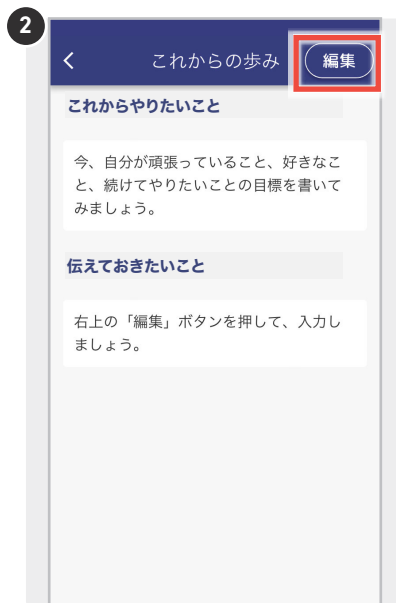 2
これからの歩み
編集
これからやりたいこと
今、自分が頑張っていること、好きなこ
と、続けてやりたいことの目標を書いて
みましょう。
伝えておきたいこと
右上の「編集」ボタンを押して、入力し
ましょう。